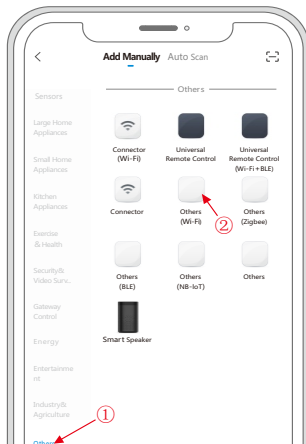 Add Manually Auto Scan
Others
Sensors
Large Home
Appliances
Small Home
Appliances
Kitchen
Appliances
Exercise
& Health
Security&
Video Surv..
Gateway
Control
Energy
Entertainme
nt
Industry&
Agriculture
Others
①
Connector
(Wi-Fi)
Universal
Remote Control
Universal
Remote Control
(Wi-Fi+BLE)
Connector
Others
(Wi-Fi)
②
Others
(Zigbee)
Others
(BLE)
Others
(NB-IoT)
Others
Smart Speaker